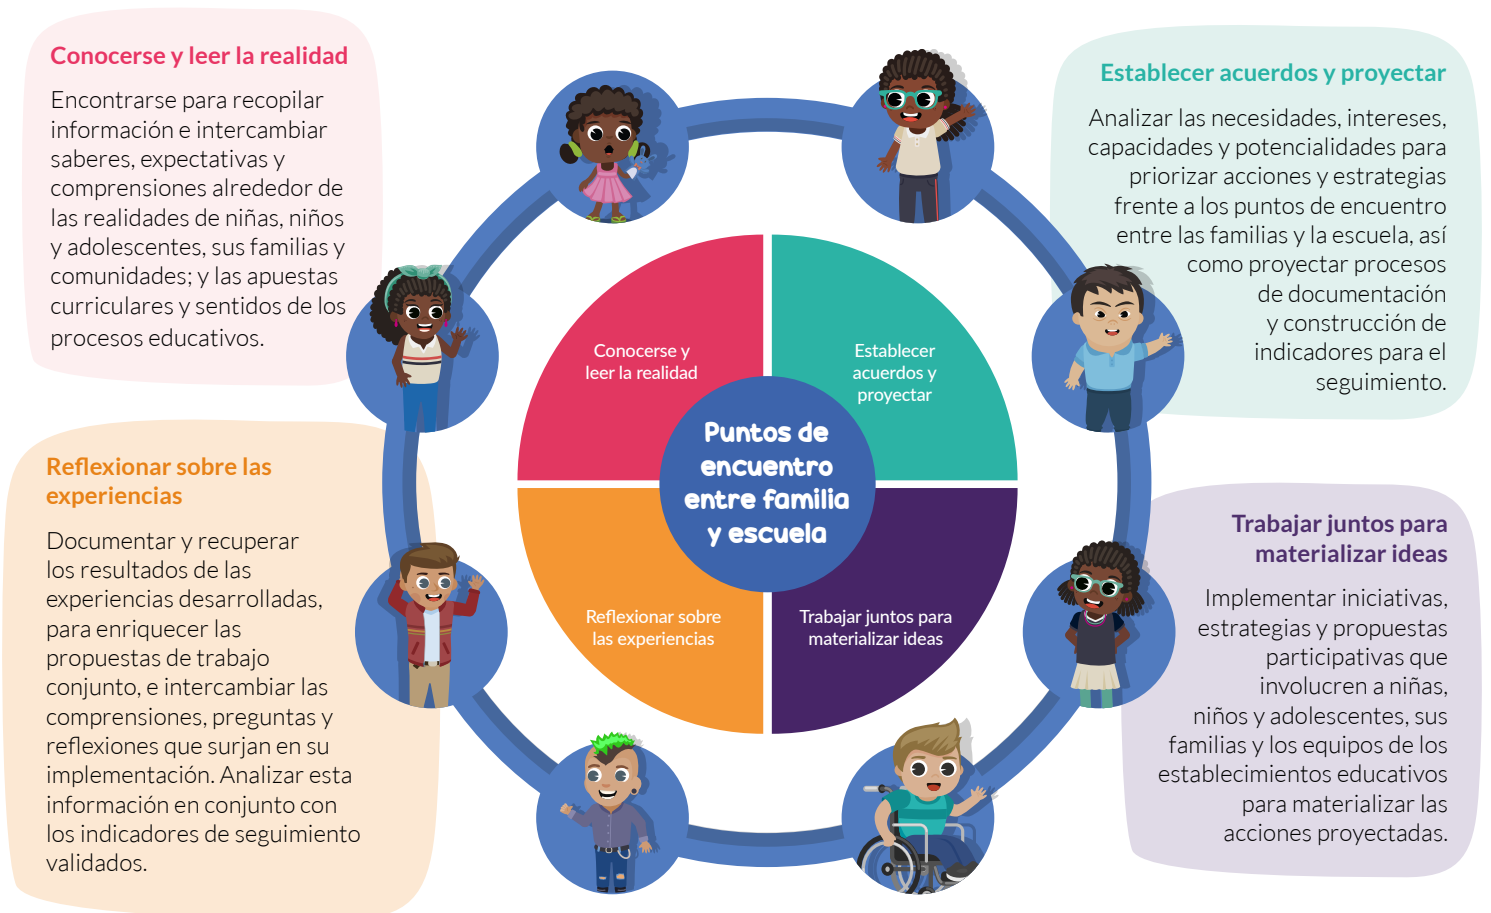 Conocerse y leer la realidad
Encontrarse para recopilar
información e intercambiar
saberes, expectativas y
comprensiones alrededor de
las realidades de niñas, niños
y adolescentes, sus familias y
comunidades; y las apuestas
curriculares y sentidos de los
procesos educativos.
Establecer acuerdos y proyectar
Analizar las necesidades, intereses,
capacidades y potencialidades para
priorizar acciones y estrategias
frente a los puntos de encuentro
entre las familias y la escuela, así
como proyectar procesos
de documentación
y construcción de
indicadores para el
seguimiento.
Conocerse y
leer la realidad
Establecer
acuerdos y
proyectar
Puntos de
encuentro
entre familia
y escuela
Reflexionar sobre
las experiencias
Trabajar juntos para
materializar ideas
Reflexionar sobre las
experiencias
Documentar y recuperar
los resultados de las
experiencias desarrolladas,
para enriquecer las
propuestas de trabajo
conjunto, e intercambiar las
comprensiones, preguntas y
reflexiones que surjan en su
implementación. Analizar esta
información en conjunto con
los indicadores de seguimiento
validados.
Trabajar juntos para
materializar ideas
Implementar iniciativas,
estrategias y propuestas
participativas que
involucren a niñas,
niños y adolescentes, sus
familias y los equipos de los
establecimientos educativos
para materializar las
acciones proyectadas.